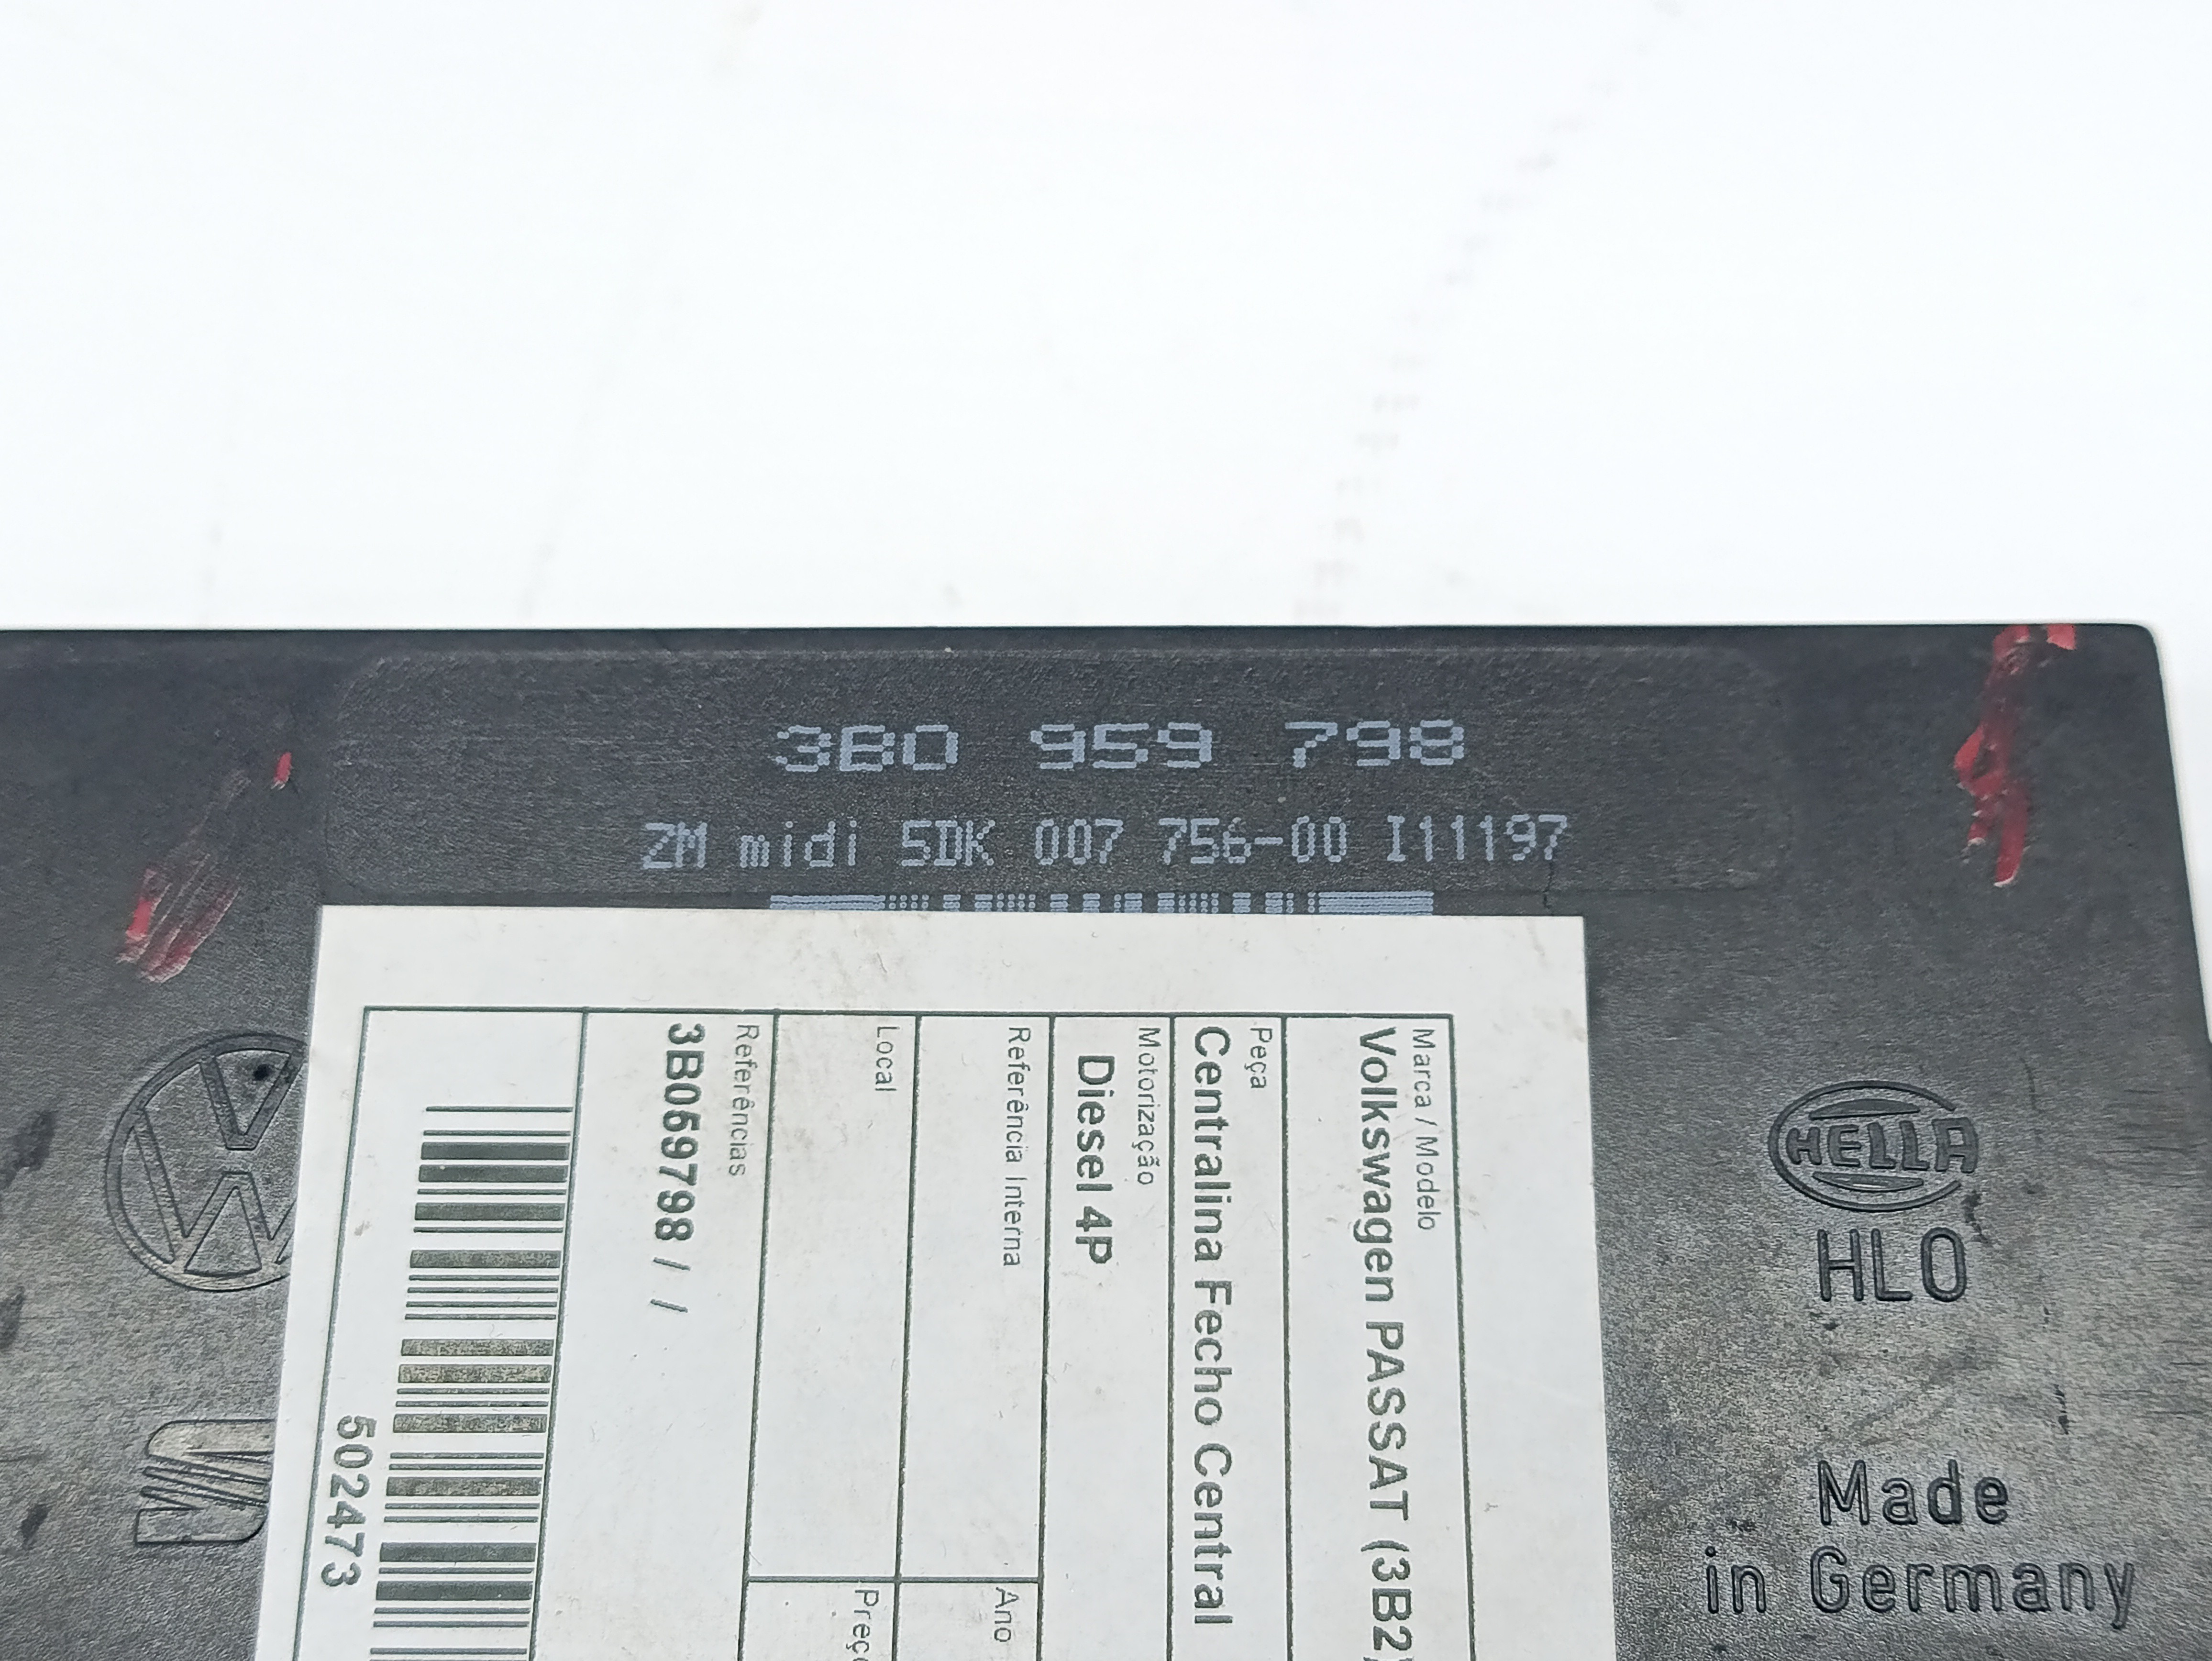 3B0 959 798
ZM midi 5DK 007 756-00 I11197
HELLA
HLO
Made
in Germany
Marca / Modelo
Volkswagen PASSAT (3B2)
Peça
Centralina Fecho Central
Motorização
Diesel 4P
Referência Interna
Ano
Local
Preç
Referências
3B0959798 / /
502473